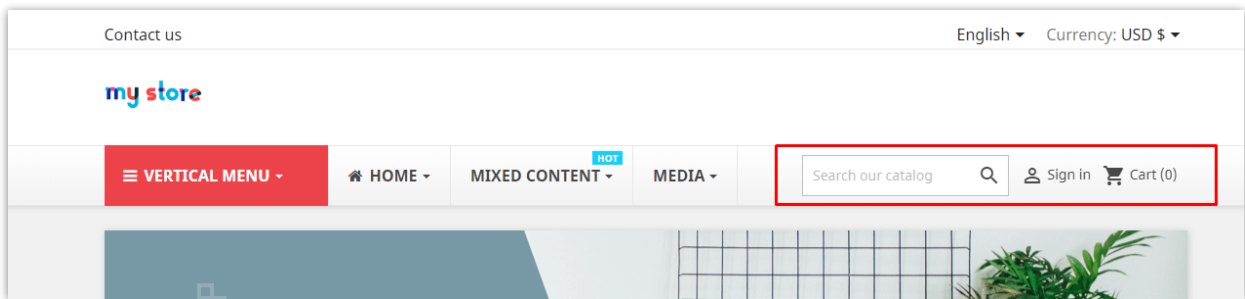 Contact us
English Currency: USD $
my store
HOT
VERTICAL MENU HOME MIXED CONTENT MEDIA Search our catalog Sign in Cart (0)